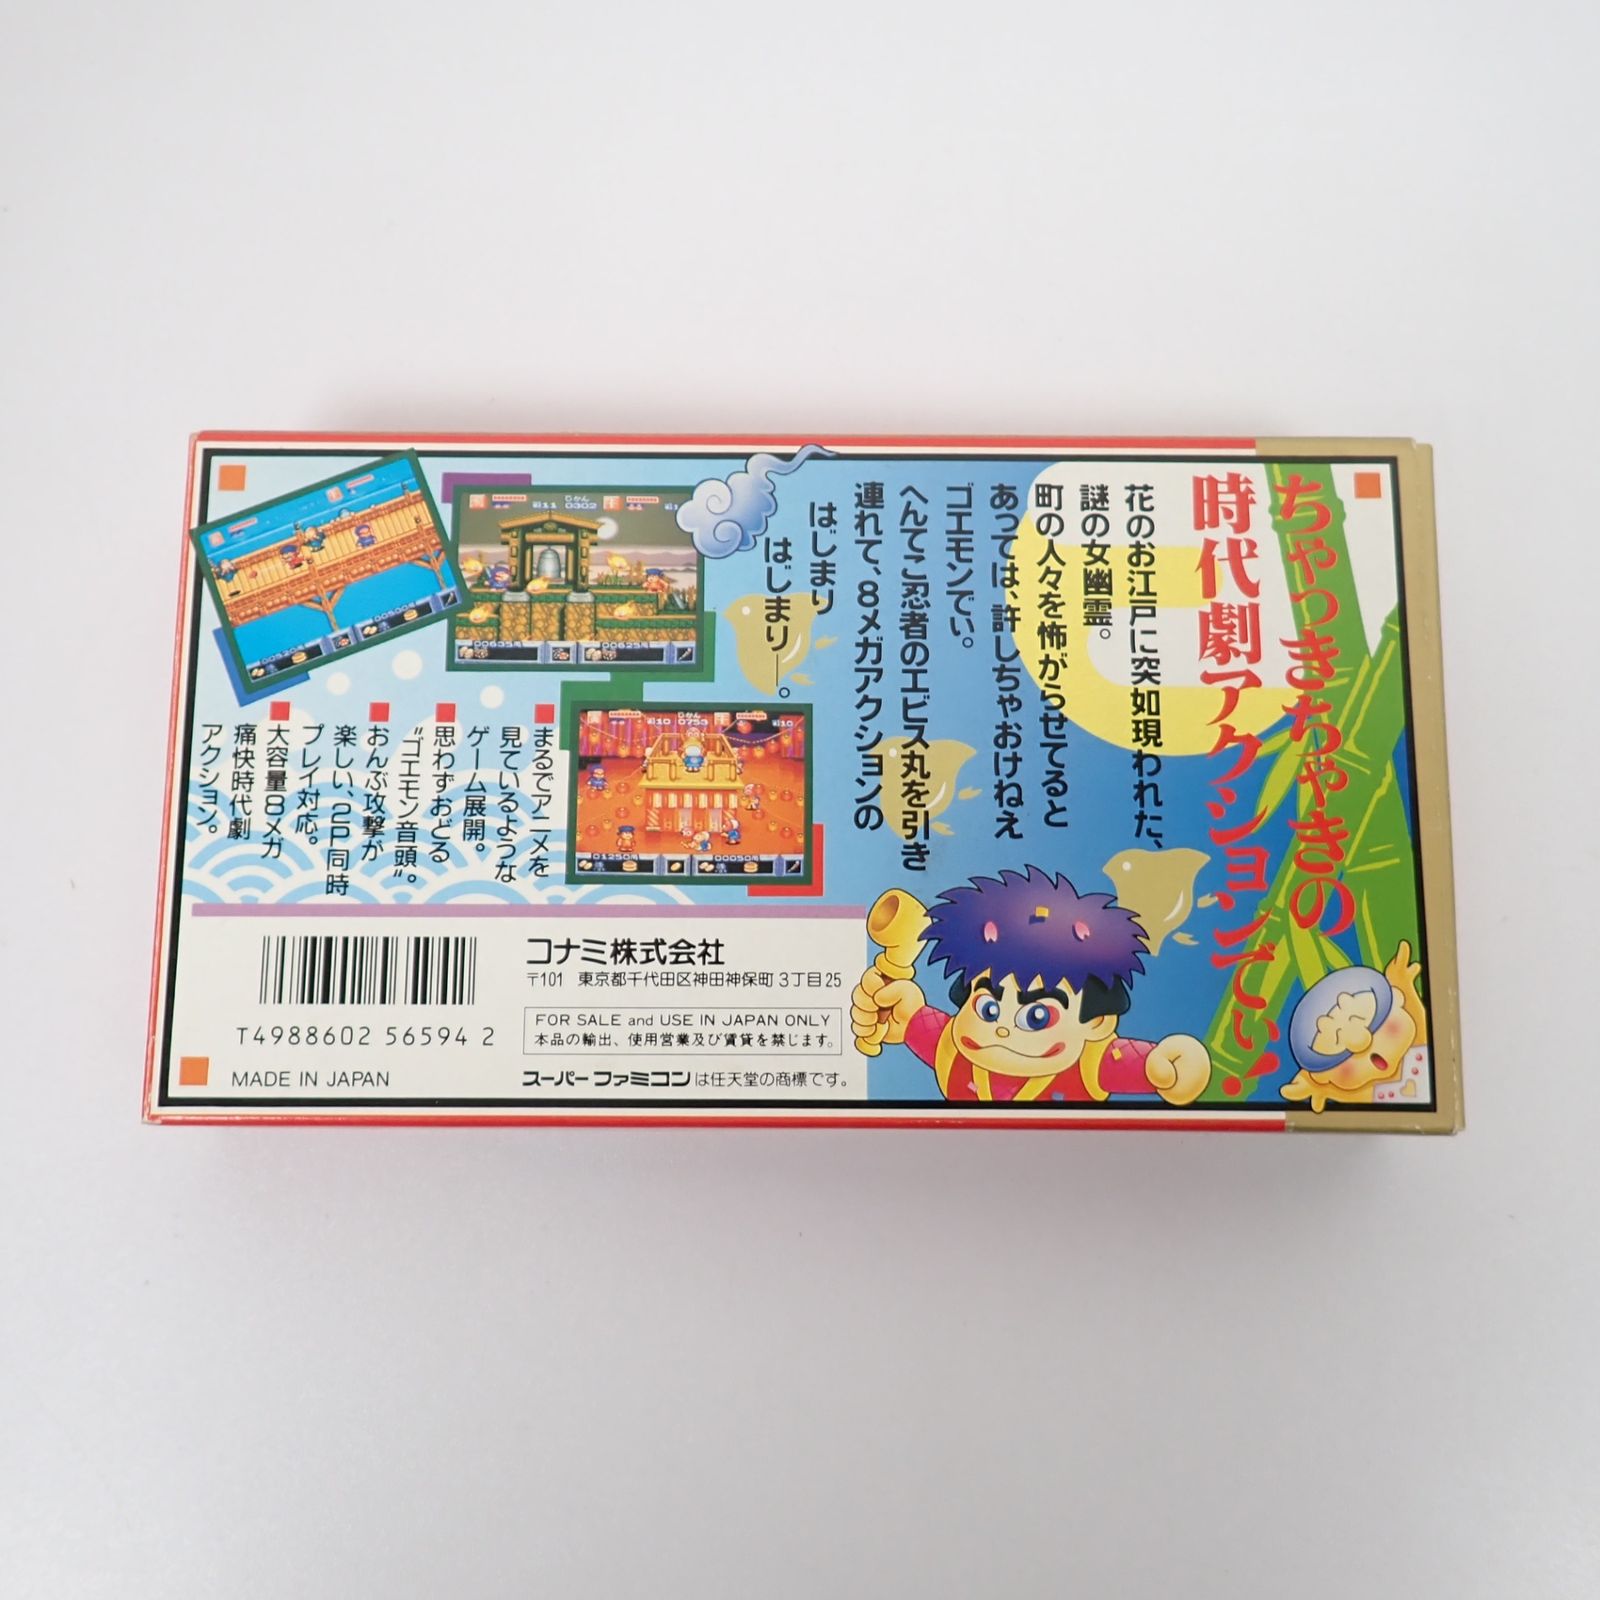 ちゃっきちゃきの
時代劇アクションでい!
花のお江戸に突如現われた、
謎の女幽霊。
町の人々を怖がらせてると
あっては、許しちゃおけねえ
ゴエモンでい。
へんてこ忍者のエビス丸を引き
連れて、8メガアクションの
はじまり
はじまり―。
まるでアニメを
見ているような
ゲーム展開。
思わずおどる
"ゴエモン音頭"。
おんぶ攻撃が
楽しい、2P同時
プレイ対応。
大容量8メガ
痛快時代劇
アクション。
コナミ株式会社
〒101 東京都千代田区神田神保町3丁目25
FOR SALE and USE IN JAPAN ONLY
本品の輸出、使用営業及び賃貸を禁じます。
スーパーファミコンは任天堂の商標です。
T4988602 56594 2
MADE IN JAPAN